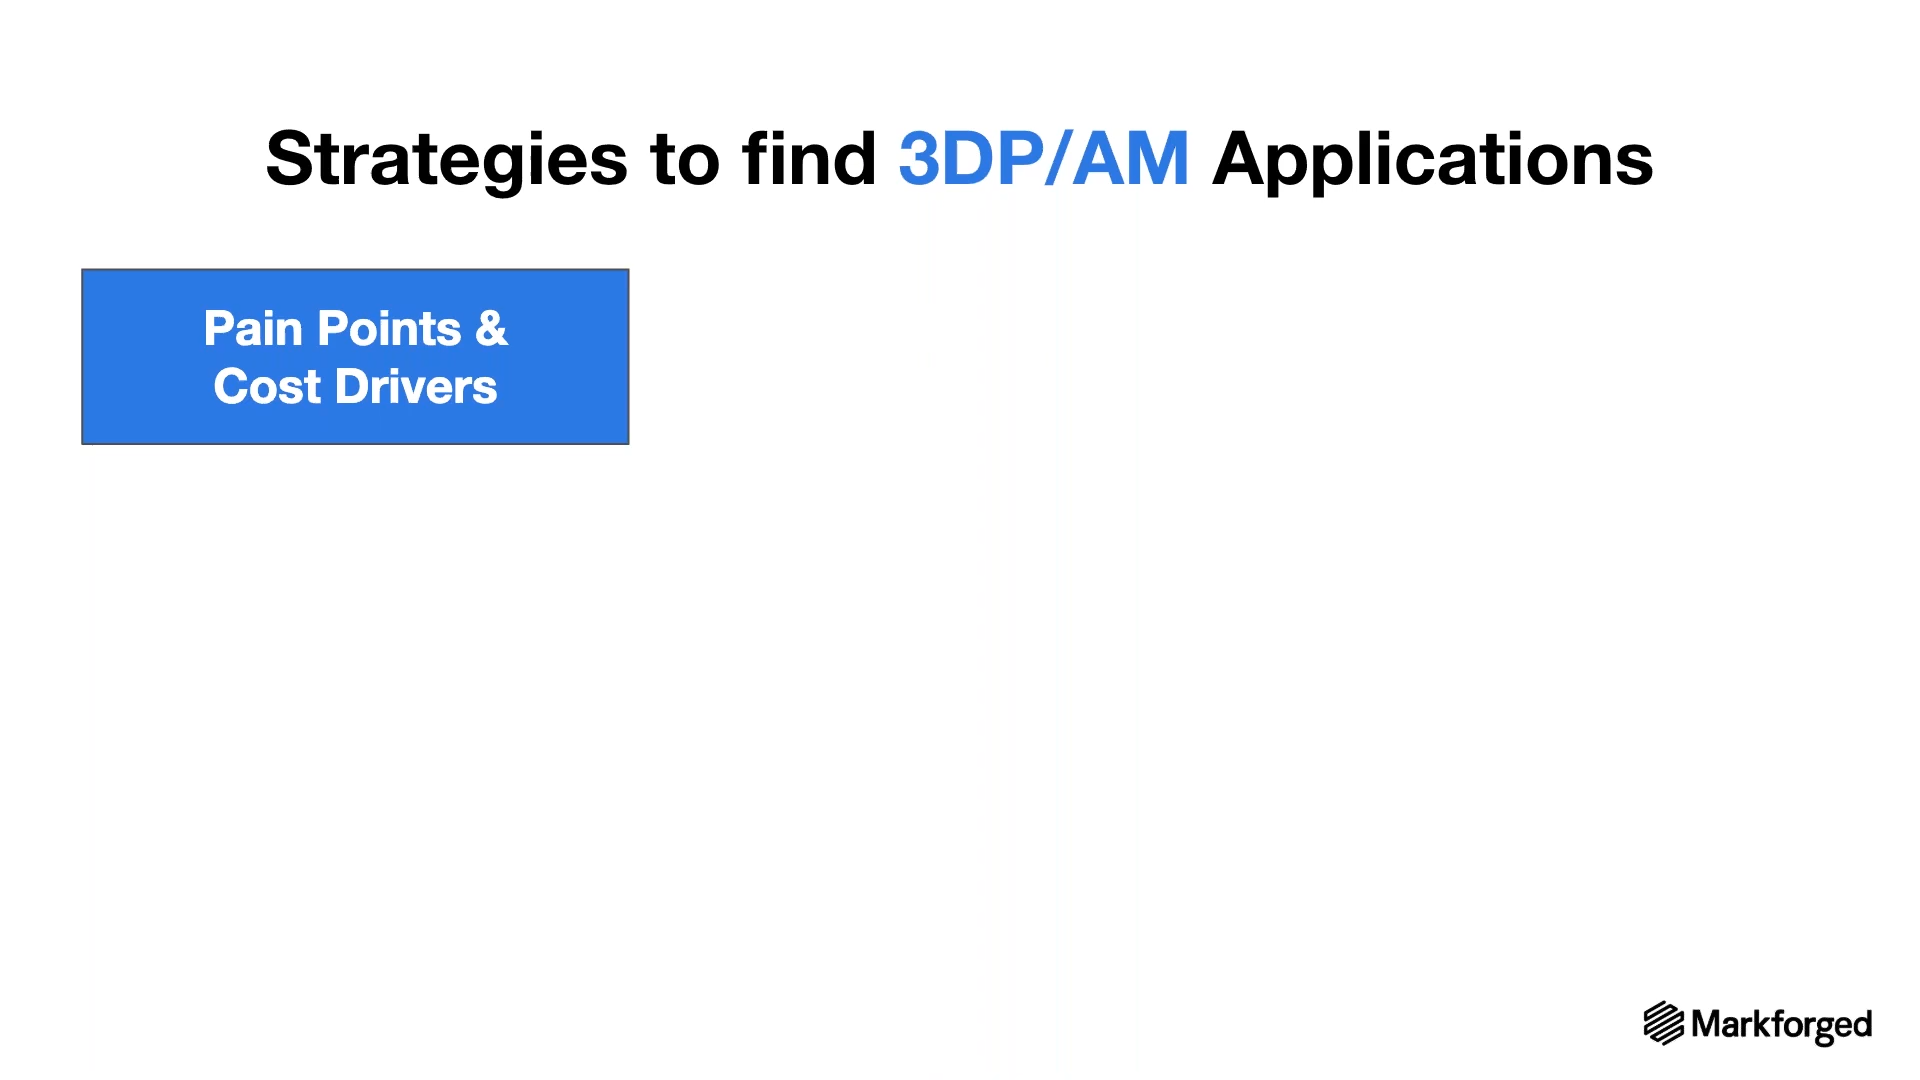 Strategies to find 3DP/AM Applications
Pain Points &
Cost Drivers
Markforged